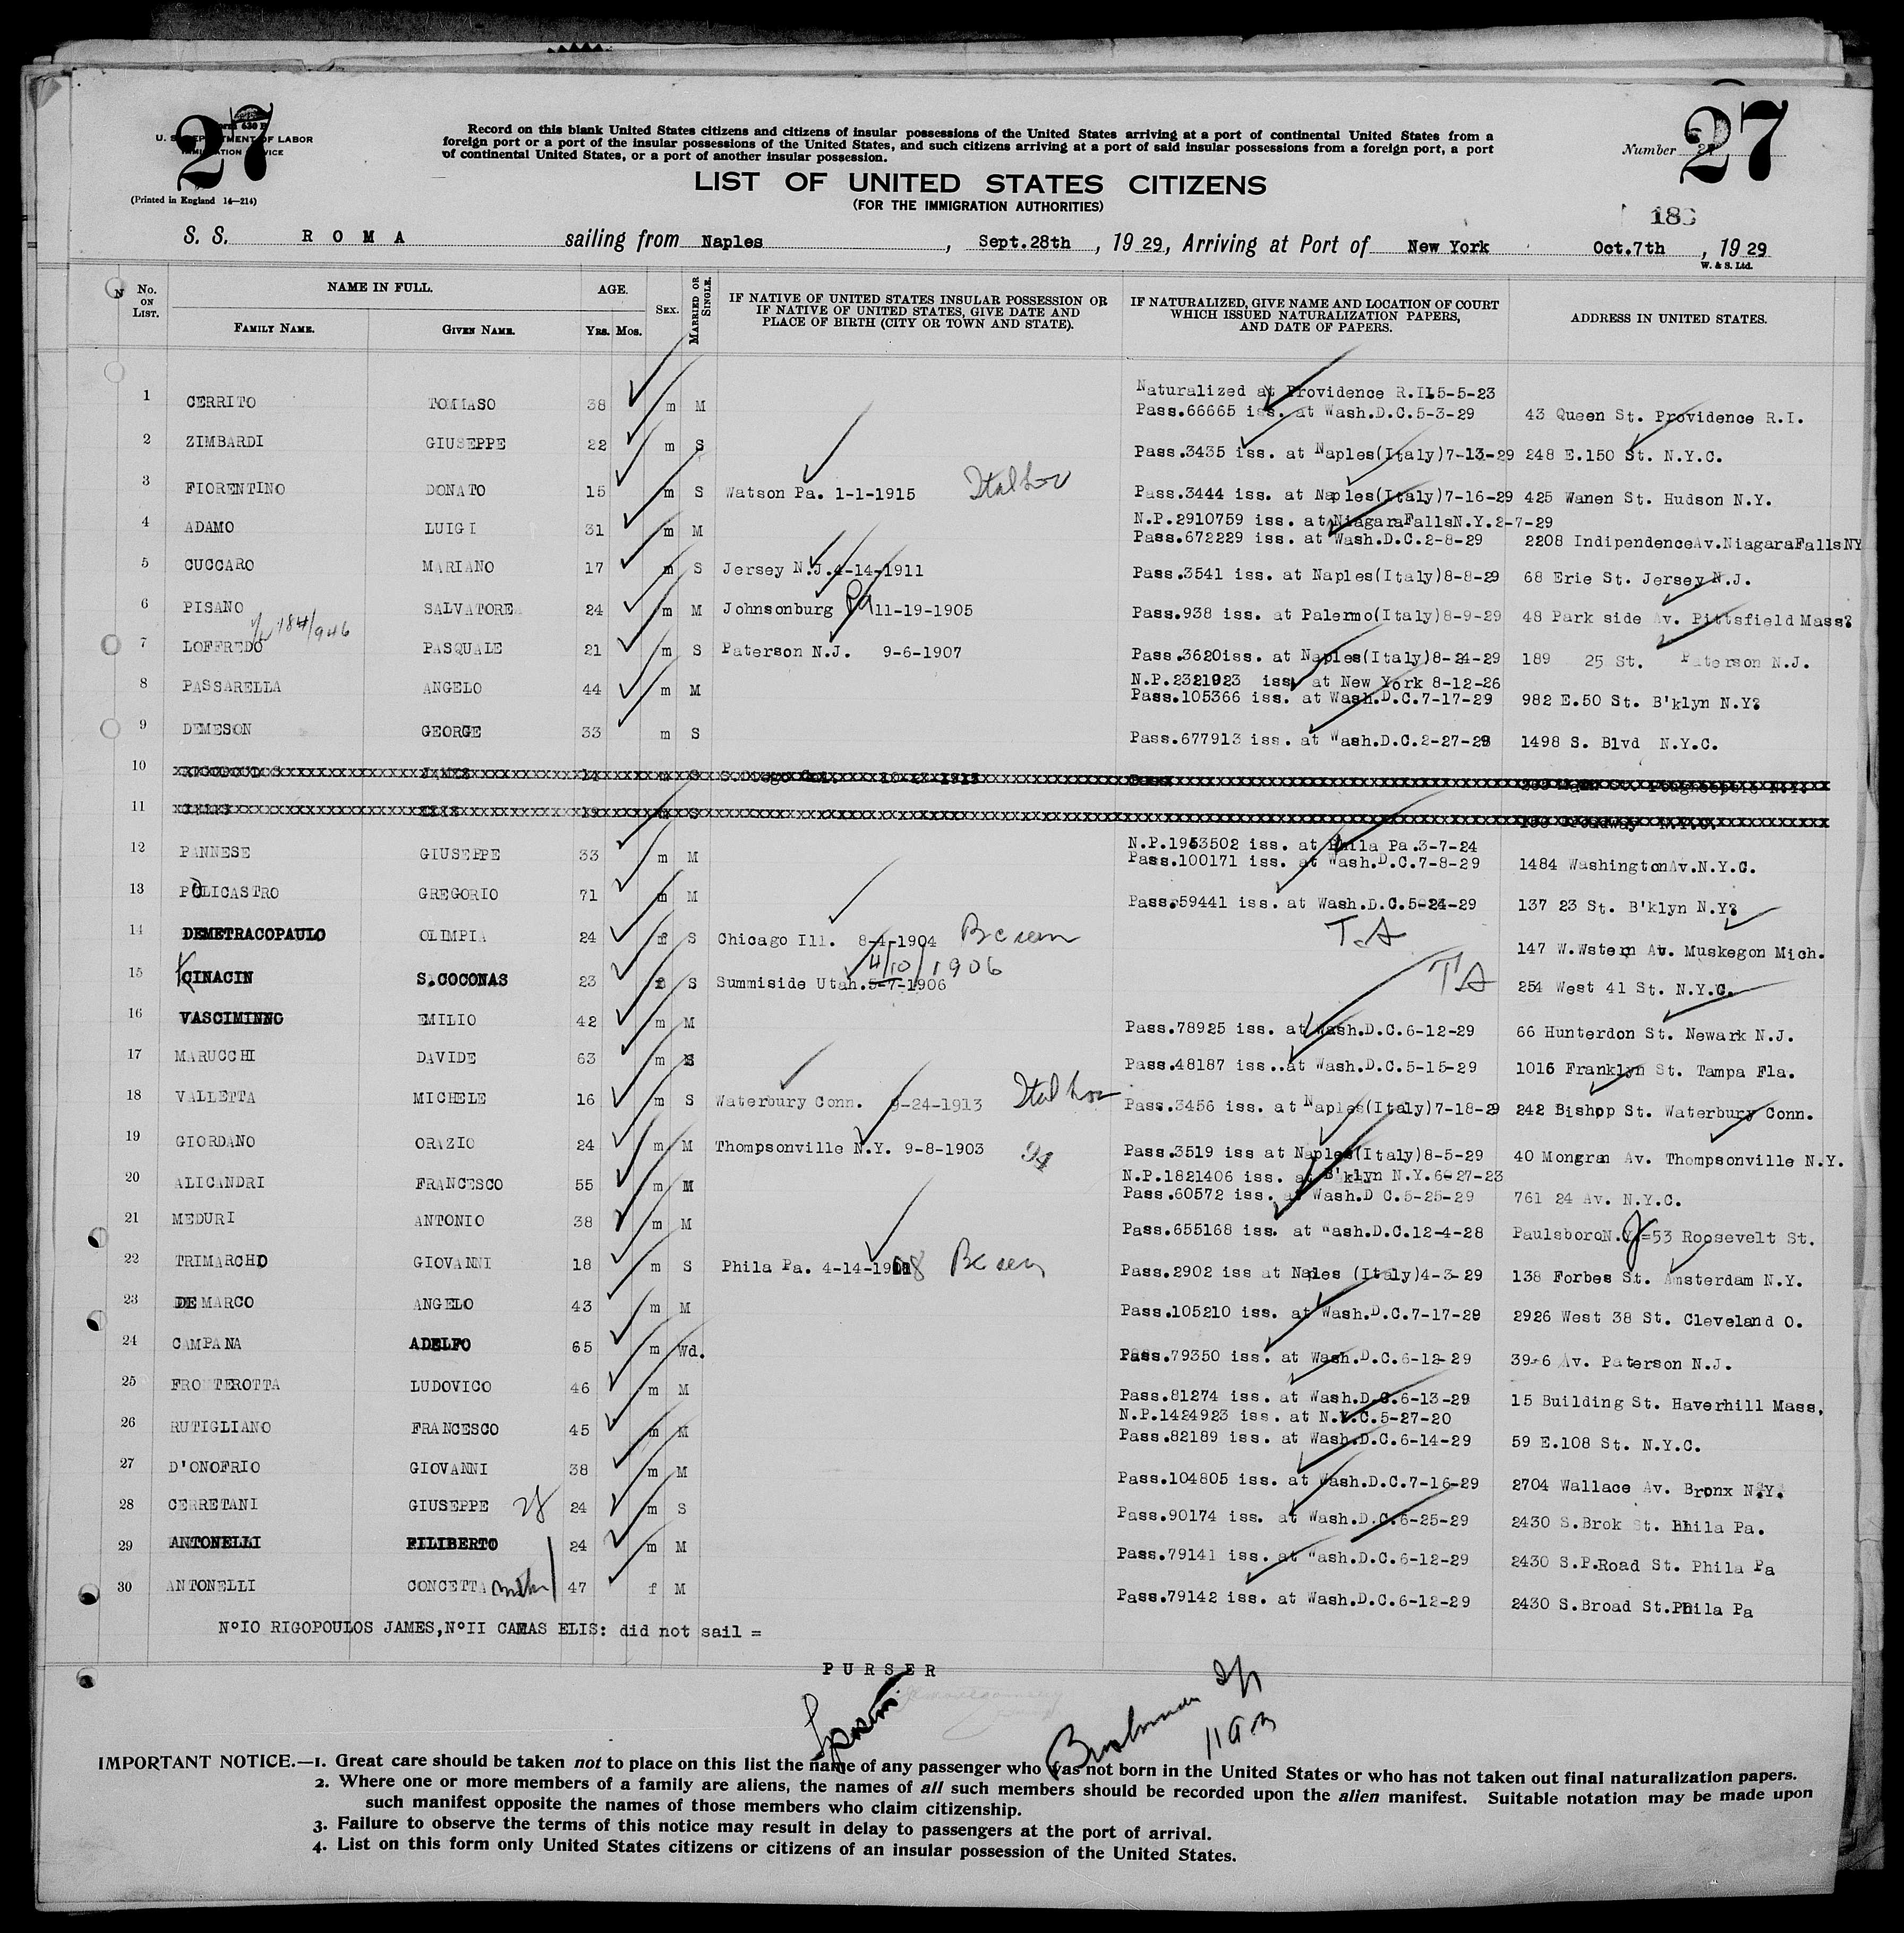 27
27
U. S. DEPARTMENT OF LABOR
(Printed in England 14—214)
Record on this blank United States citizens and citizens of insular possessions of the United States arriving at a port of continental United States from a
foreign port or a port of the insular possessions of the United States, and such citizens arriving at a port of said insular possessions from a foreign port, a port
of continental United States, or a port of another insular possession.
Number 27
LIST OF UNITED STATES CITIZENS
(FOR THE IMMIGRATION AUTHORITIES)
S. S. ROMA sailing from Naples, Sept.28th, 1929, Arriving at Port of New York Oct.7th, 1929
W. & S. Ltd.
No. ON LIST. NAME IN FULL. FAMILY NAME. GIVEN NAME. AGE. YRS. MOS. SEX. MARRIED OR SINGLE. IF NATIVE OF UNITED STATES INSULAR POSSESSION OR IF NATIVE OF UNITED STATES, GIVE DATE AND PLACE OF BIRTH (CITY OR TOWN AND STATE). IF NATURALIZED, GIVE NAME AND LOCATION OF COURT WHICH ISSUED NATURALIZATION PAPERS, AND DATE OF PAPERS. ADDRESS IN UNITED STATES.
Naturalized at Providence R.I.5-5-23
1 CERRITO TOMMASO 38 m M Pass.66665 iss. at Wash.D.C.5-3-29 43 Queen St. Providence R.I.
2 ZIMBARDI GIUSEPPE 22 m S Pass.3435 iss. at Naples(Italy)7-13-29 248 E.150 St. N.Y.C.
3 FIORENTINO DONATO 15 m S Watson Pa. 1-1-1915 Pass.3444 iss. at Naples(Italy)7-16-29 425 Wanen St. Hudson N.Y.
N.P.2910759 iss. at NiagaraFallsN.Y.2-7-29
4 ADAMO LUIGI 31 m M Pass.672229 iss. at Wash.D.C.2-8-29 2208 IndipendenceAv.NiagaraFallsNY
5 CUCCARO MARIANO 17 m S Jersey N.J.4-14-1911 Pass.3541 iss. at Naples(Italy)8-8-29 68 Erie St. Jersey N.J.
6 PISANO SALVATORE 24 m M Johnsonburg Pa 11-19-1905 Pass.938 iss. at Palermo(Italy)8-9-29 48 Park side Av. Pittsfield Mass?
7 LOFFREDO PASQUALE 21 m S Paterson N.J. 9-6-1907 Pass.3620iss. at Naples(Italy)8-24-29 189 25 St. Paterson N.J.
N.P.2321923 iss. at New York 8-12-26
8 PASSARELLA ANGELO 44 m M Pass.105366 iss. at Wash.D.C.7-17-29 982 E.50 St. B'klyn N.Y?
9 DEMESON GEORGE 33 m S Pass.677913 iss. at Wash.D.C.2-27-29 1498 S. Blvd N.Y.C.
10
11
N.P.1953502 iss. at Phila Pa.3-7-24
12 PANNESE GIUSEPPE 33 m M Pass.100171 iss. at Wash.D.C.7-8-29 1484 WashingtonAv.N.Y.C.
13 POLICASTRO GREGORIO 71 m M Pass.59441 iss. at Wash.D.C.5-24-29 137 23 St. B'klyn N.Y?
14 DEMETRACOPAULO OLIMPIA 24 f S Chicago Ill. 8-4-1904 T.A 147 W.Wstern Av. Muskegon Mich.
4/10/1906
15 CINACIN S.COCONAS 23 f S Summiside Utah.5-7-1906 TA 254 West 41 St. N.Y.C.
16 VASCIMINNO EMILIO 42 m M Pass.78925 iss. at Wash.D.C.6-12-29 66 Hunterdon St. Newark N.J.
17 MARUCCHI DAVIDE 63 m S Pass.48187 iss..at Wash.D.C.5-15-29 1016 Franklyn St. Tampa Fla.
18 VALLETTA MICHELE 16 m S Waterbury Conn. 9-24-1913 Pass.3456 iss. at Naples(Italy)7-18-29 242 Bishop St. Waterbury Conn.
19 GIORDANO ORAZIO 24 m M Thompsonville N.Y. 9-8-1903 Pass.3519 iss at Naples(Italy)8-5-29 40 Mongran Av. Thompsonville N.Y.
N.P.1821406 iss. at B'klyn N.Y.6-27-23
20 ALICANDRI FRANCESCO 55 m M Pass.60572 iss. at Wash.D C.5-25-29 761 24 Av. N.Y.C.
21 MEDURI ANTONIO 38 m M Pass.655168 iss. at Wash.D.C.12-4-28 PaulsboroN.J=53 Roosevelt St.
22 TRIMARCHO GIOVANNI 18 m S Phila Pa. 4-14-19 Pass.2902 iss at Naples (Italy)4-3-29 138 Forbes St. Amsterdam N.Y.
23 DE MARCO ANGELO 43 m M Pass.105210 iss. at Wash.D.C.7-17-29 2926 West 38 St. Cleveland O.
24 CAMPANA ADELFO 65 m Wd. Pass.79350 iss. at Wash.D.C.6-12-29 39-6 Av. Paterson N.J.
25 FRONTEROTTA LUDOVICO 46 m M Pass.81274 iss. at Wash.D.C.6-13-29 15 Building St. Haverhill Mass,
N.P.1424923 iss. at N.Y.C.5-27-20
26 RUTIGLIANO FRANCESCO 45 m M Pass.82189 iss. at Wash.D.C.6-14-29 59 E.108 St. N.Y.C.
27 D'ONOFRIO GIOVANNI 38 m M Pass.104805 iss. at Wash.D.C.7-16-29 2704 Wallace Av. Bronx N.Y.
28 CERRETANI GIUSEPPE 24 m S Pass.90174 iss. at Wash.D.C.6-25-29 2430 S.Brok St. Phila Pa.
29 ANTONELLI FILIBERTO 24 m M Pass.79141 iss. at Wash.D.C.6-12-29 2430 S.P.Road St. Phila Pa
30 ANTONELLI CONCETTA 47 f M Pass.79142 iss. at Wash.D.C.6-12-29 2430 S.Broad St.Phila Pa
N°IO RIGOPOULOS JAMES,N°II CAMAS ELIS: did not sail =
PURSER
IMPORTANT NOTICE.—1. Great care should be taken not to place on this list the name of any passenger who was not born in the United States or who has not taken out final naturalization papers.
2. Where one or more members of a family are aliens, the names of all such members should be recorded upon the alien manifest. Suitable notation may be made upon
such manifest opposite the names of those members who claim citizenship.
3. Failure to observe the terms of this notice may result in delay to passengers at the port of arrival.
4. List on this form only United States citizens or citizens of an insular possession of the United States.